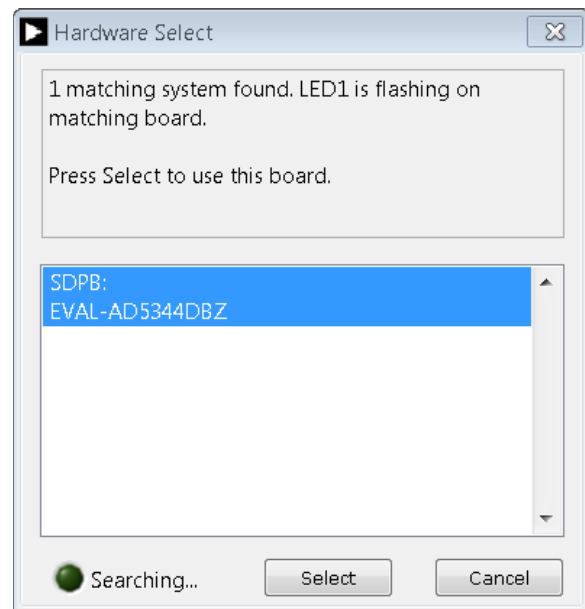 Hardware Select
1 matching system found. LED1 is flashing on
matching board.
Press Select to use this board.
SDPB:
EVAL-AD5344DBZ
Searching...
Select
Cancel